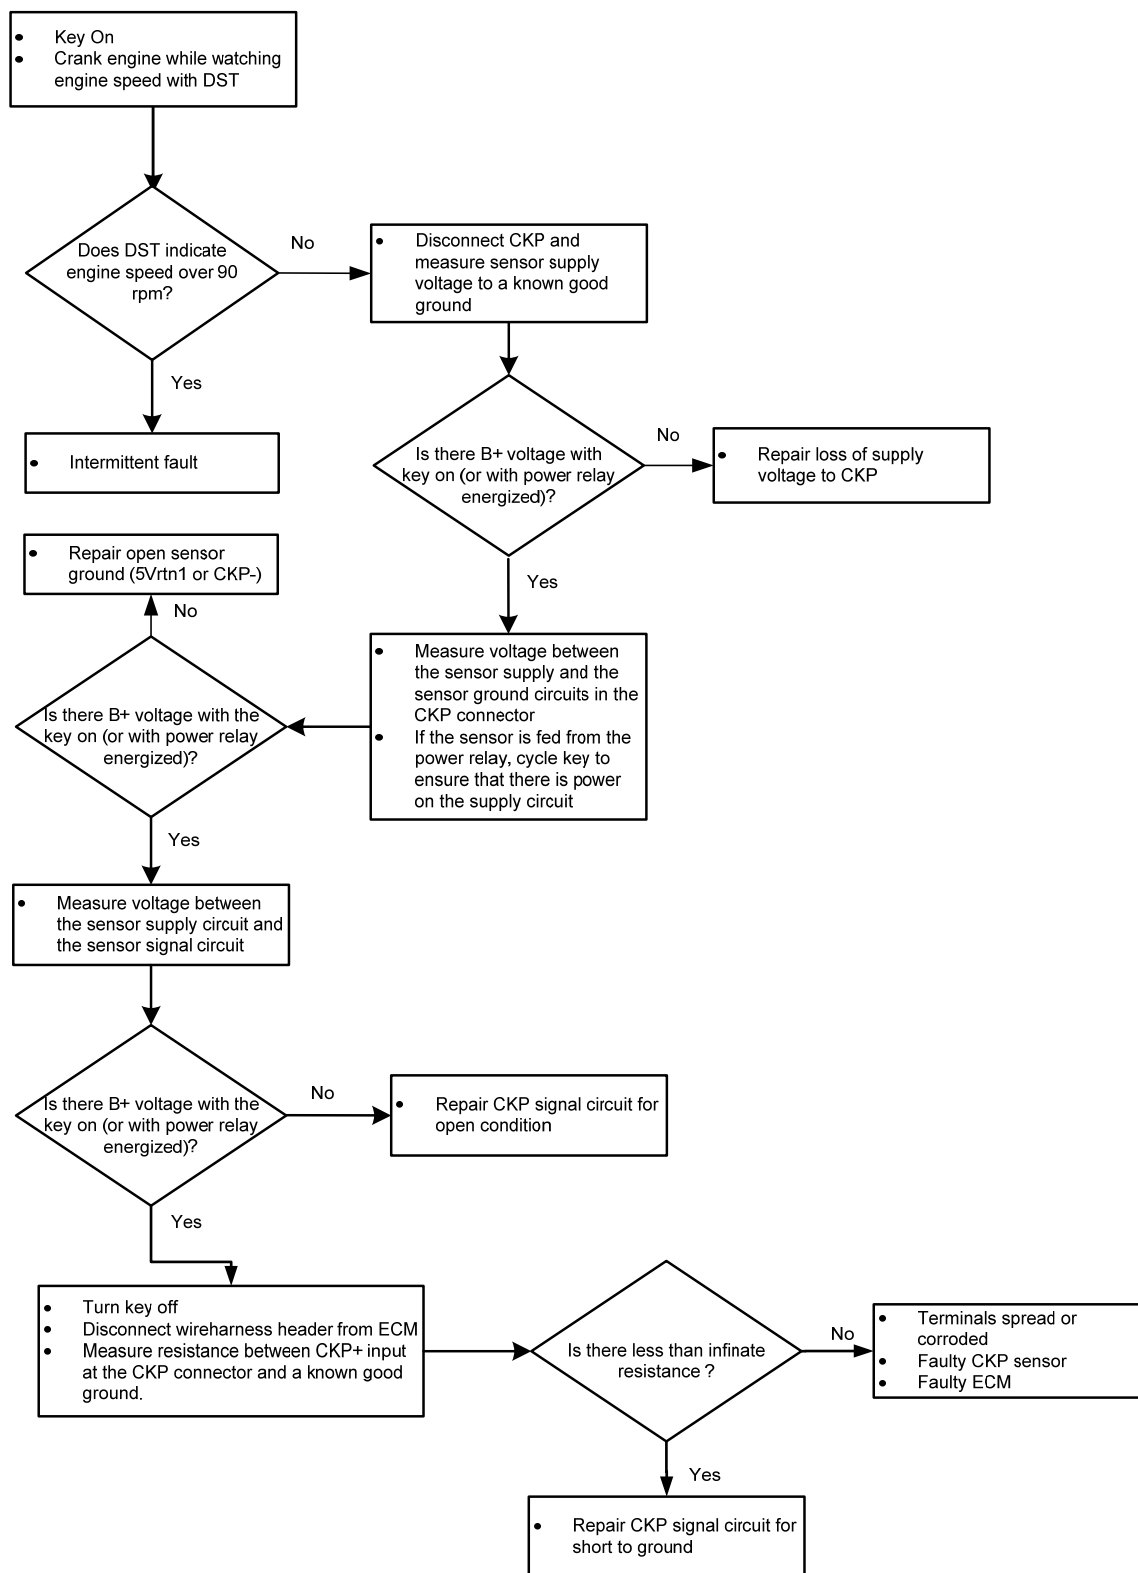 • Key On
• Crank engine while watching
engine speed with DST
Does DST indicate
engine speed over 90
rpm?
No
• Disconnect CKP and
measure sensor supply
voltage to a known good
ground
Yes
• Intermittent fault
Is there B+ voltage with
key on (or with power relay
energized)?
No
• Repair loss of supply
voltage to CKP
Yes
• Repair open sensor
ground (5Vrtn1 or CKP-)
No
• Measure voltage between
the sensor supply and the
sensor ground circuits in the
CKP connector
• If the sensor is fed from the
power relay, cycle key to
ensure that there is power
on the supply circuit
Is there B+ voltage with the
key on (or with power relay
energized)?
Yes
• Measure voltage between
the sensor supply circuit and
the sensor signal circuit
Is there B+ voltage with the
key on (or with power relay
energized)?
No
• Repair CKP signal circuit for
open condition
Yes
• Turn key off
• Disconnect wireharness header from ECM
• Measure resistance between CKP+ input
at the CKP connector and a known good
ground.
Is there less than infinate
resistance ?
No
• Terminals spread or
corroded
• Faulty CKP sensor
• Faulty ECM
Yes
• Repair CKP signal circuit for
short to ground